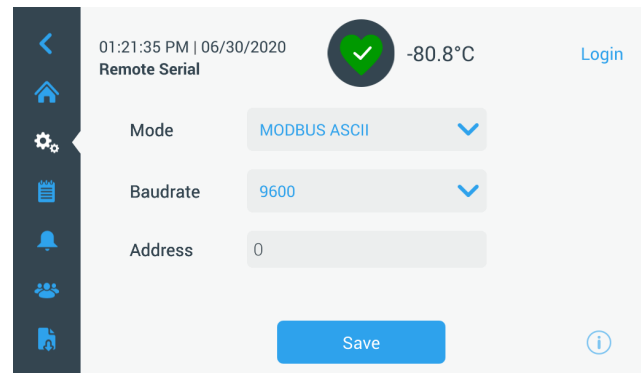 01:21:35 PM | 06/30/2020
Remote Serial
-80.8°C
Login
Mode
MODBUS ASCII
Baudrate
9600
Address
0
Save
i